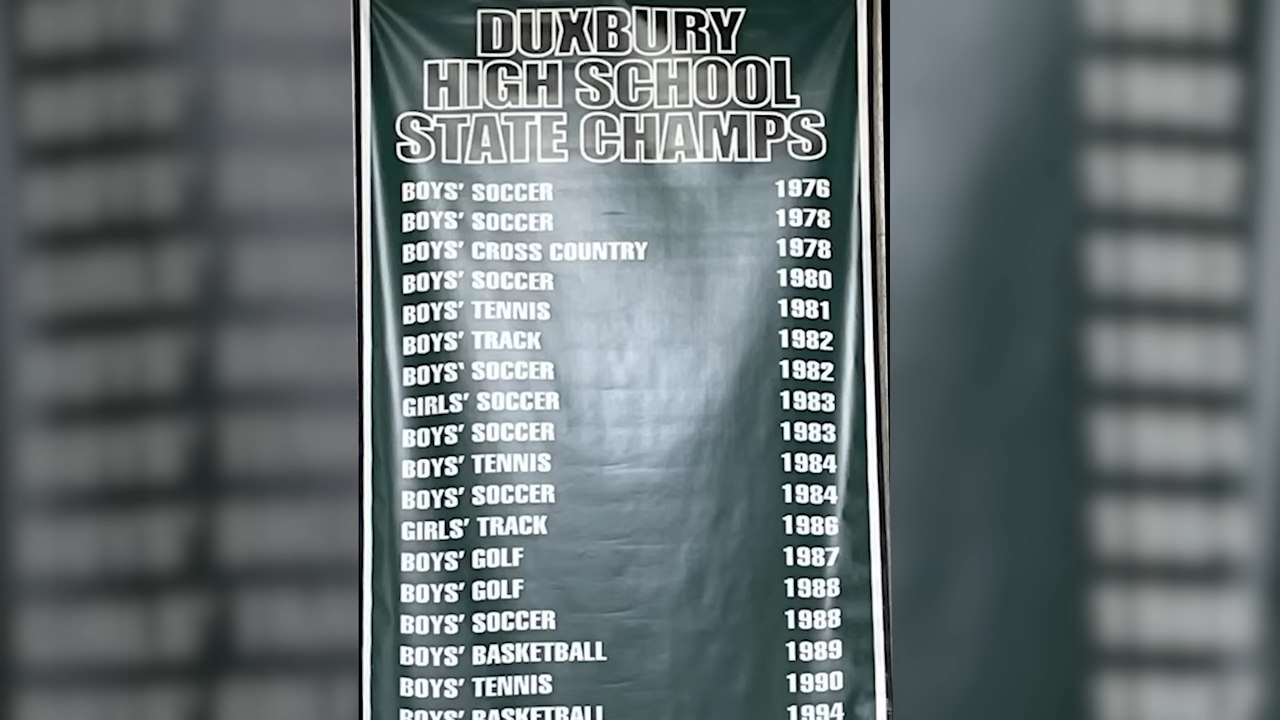 DUXBURY
HIGH SCHOOL
STATE CHAMPS
BOYS' SOCCER 1976
BOYS' SOCCER 1978
BOYS' CROSS COUNTRY 1978
BOYS' SOCCER 1980
BOYS' TENNIS 1981
BOYS' TRACK 1982
BOYS‘ SOCCER 1982
GIRLS' SOCCER 1983
BOYS' SOCCER 1983
BOYS' TENNIS 1984
BOYS' SOCCER 1984
GIRLS' TRACK 1986
BOYS' GOLF 1987
BOYS' GOLF 1988
BOYS' SOCCER 1988
BOYS' BASKETBALL 1989
BOYS' TENNIS 1990
BOYS' BASKETBALL 1994